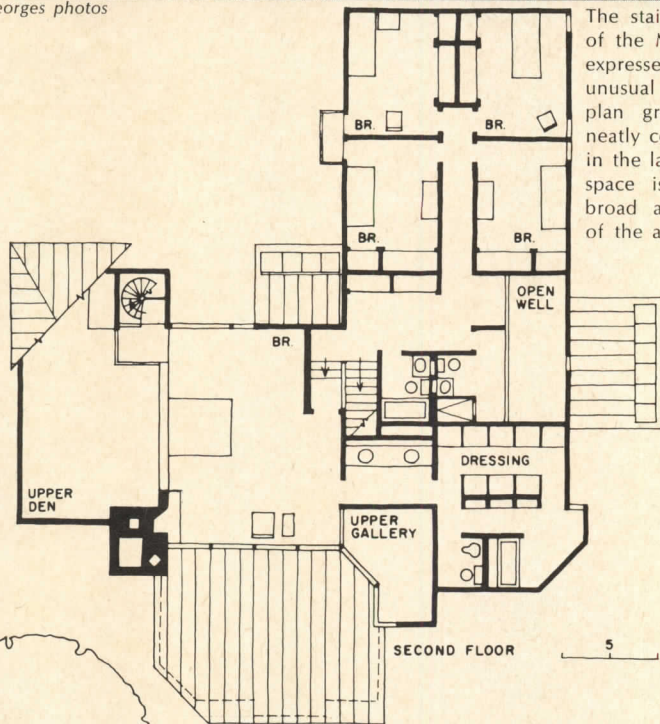 eorges photos
The stai
of the
expresse
unusual
plan gr
neatly c
in the la
space is
broad a
of the a
BR.
BR.
BR.
BR.
OPEN
WELL
BR.
DRESSING
UPPER
DEN
UPPER
GALLERY
SECOND FLOOR
5